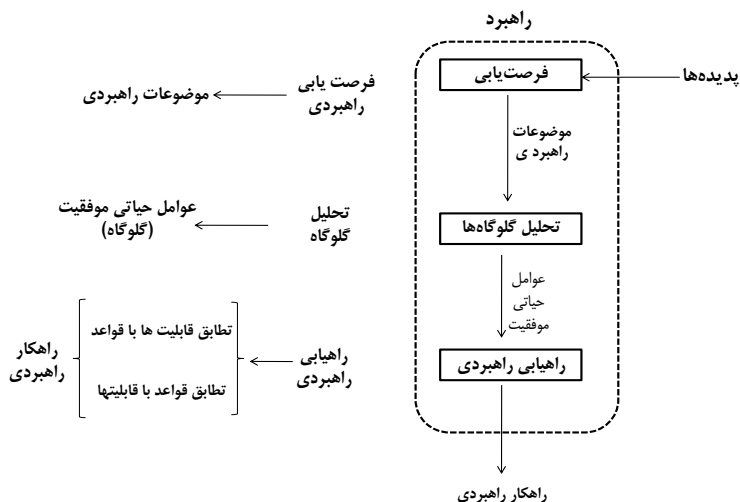 راهبرد
پدیده‌ها
فرصت‌یابی
موضوعات
راهبرد ی
تحلیل گلوگاه‌ها
عوامل
حیاتی
موفقیت
راهیابی راهبردی
راهکار راهبردی
فرصت یابی
راهبردی
موضوعات راهبردی
تحلیل
گلوگاه
عوامل حیاتی موفقیت
(گلوگاه)
راهیابی
راهبردی
تطابق قابلیت ها با قواعد
تطابق قواعد با قابلیتها
راهکار
راهبردی